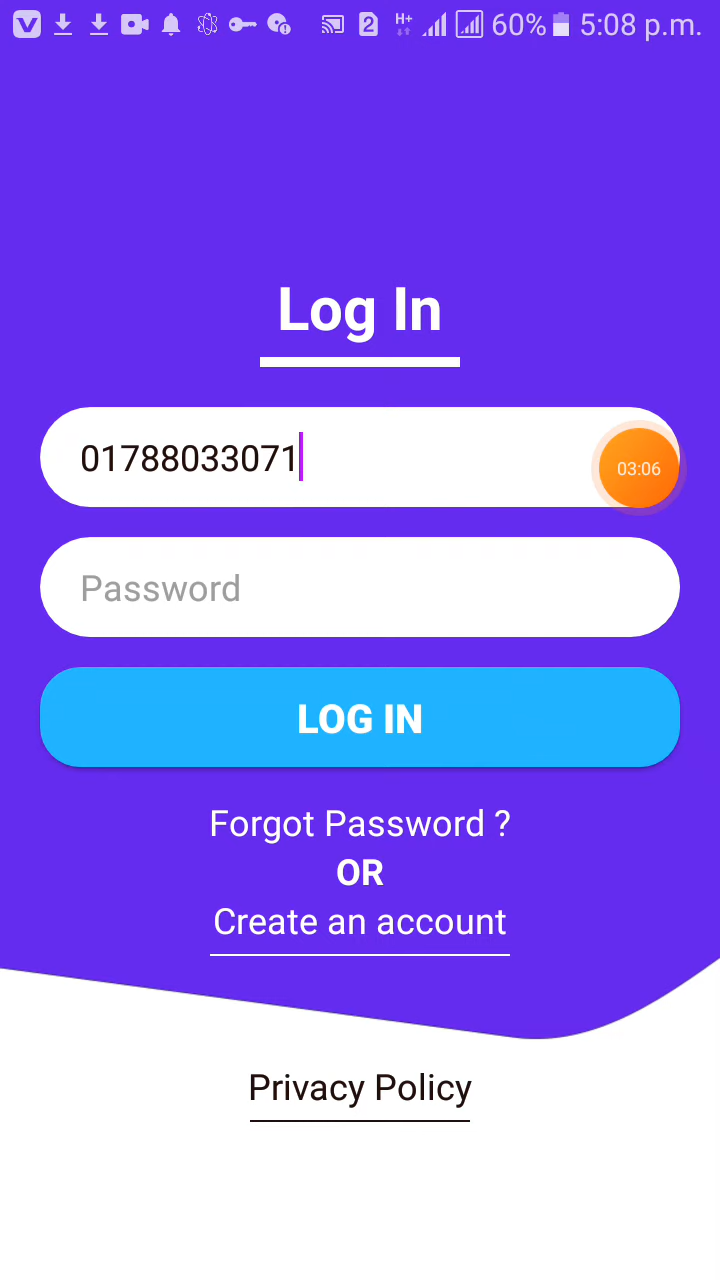 2 H+ 60% 5:08 p.m.
Log In
01788033071
03:06
Password
LOG IN
Forgot Password ?
OR
Create an account
Privacy Policy